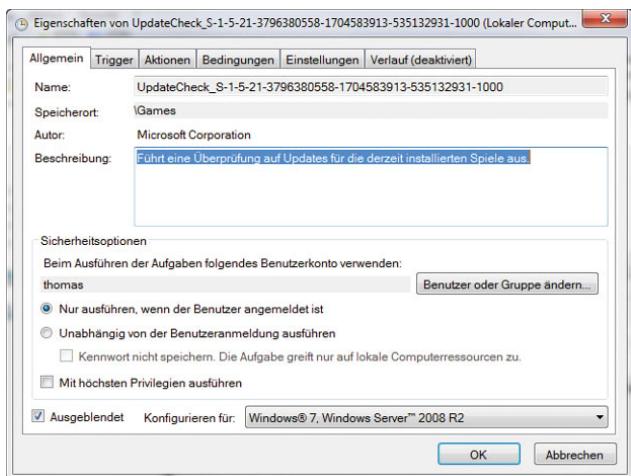 Eigenschaften von UpdateCheck_S-1-5-21-3796380558-1704583913-535132931-1000 (Lokaler Comput...
Allgemein Trigger Aktionen Bedingungen Einstellungen Verlauf (deaktiviert)
Name: UpdateCheck_S-1-5-21-3796380558-1704583913-535132931-1000
Speicherort: \Games
Autor: Microsoft Corporation
Beschreibung: Führt eine Überprüfung auf Updates für die derzeit installierten Spiele aus.
Sicherheitsoptionen
Beim Ausführen der Aufgaben folgendes Benutzerkonto verwenden:
thomas Benutzer oder Gruppe ändern...
Nur ausführen, wenn der Benutzer angemeldet ist
Unabhängig von der Benutzeranmeldung ausführen
Kennwort nicht speichern. Die Aufgabe greift nur auf lokale Computerressourcen zu.
Mit höchsten Privilegien ausführen
Ausgeblendet Konfigurieren für: Windows® 7, Windows Server™ 2008 R2
OK Abbrechen